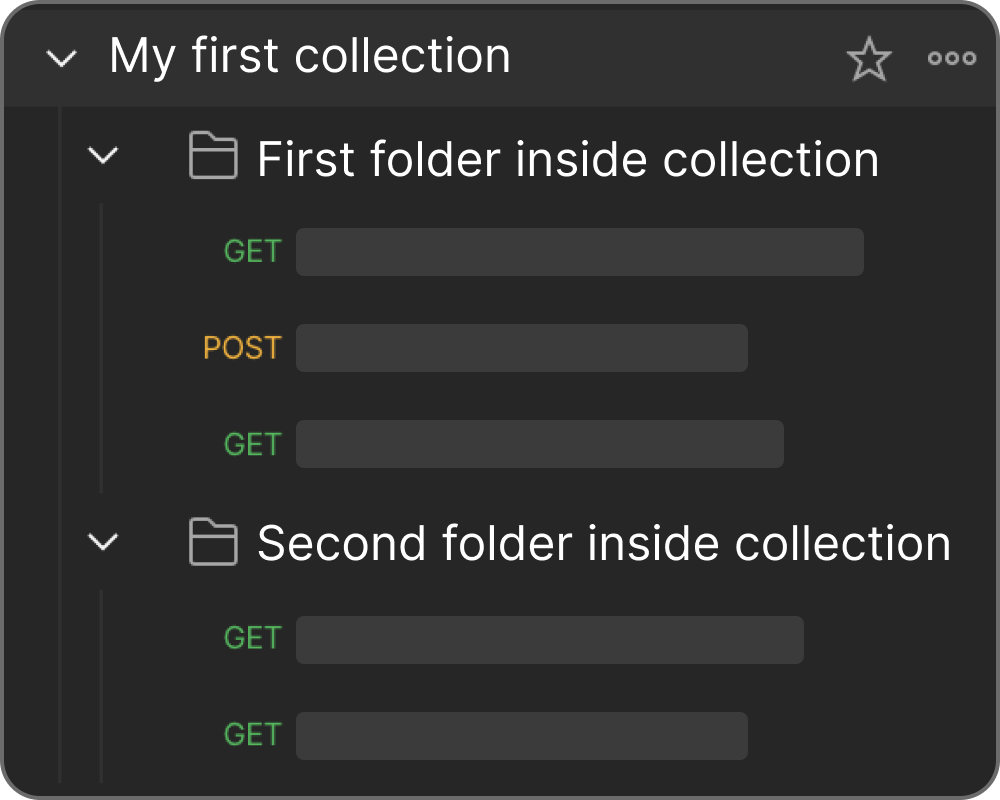 My first collection
First folder inside collection
GET
POST
GET
Second folder inside collection
GET
GET